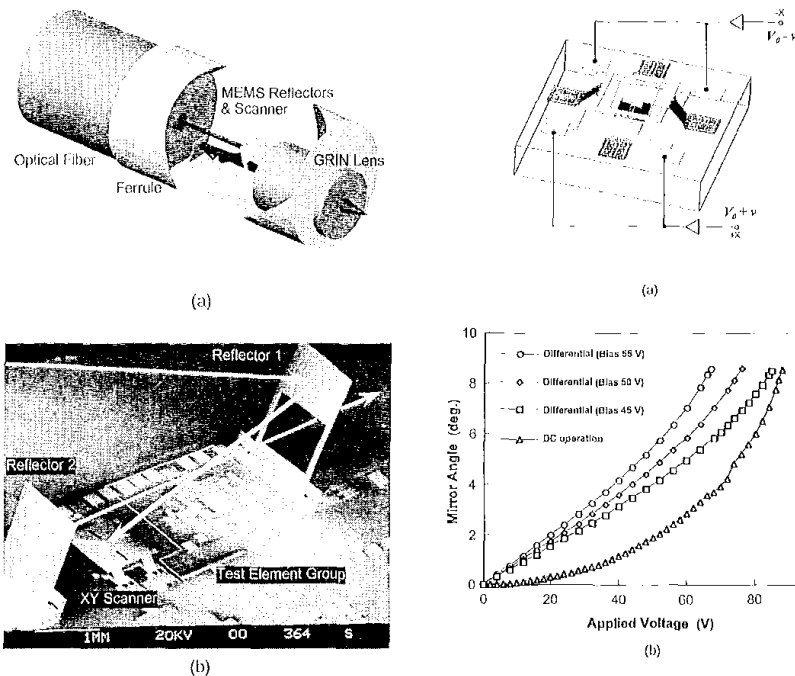 MEMS Reflectors
& Scanner
Optical Fiber
GRIN Lens
Ferrule
(a)
Reflector 1
Reflector 2
Test Element Group
XY Scanner
1MM 20KV 00 364 S
(b)
-X
+X
(a)
10
8
6
4
2
0
Mirror Angle (deg.)
Differential (Bias 55 V)
Differential (Bias 50 V)
Differential (Bias 45 V)
DC operation
0 20 40 60 80
Applied Voltage (V)
(b)